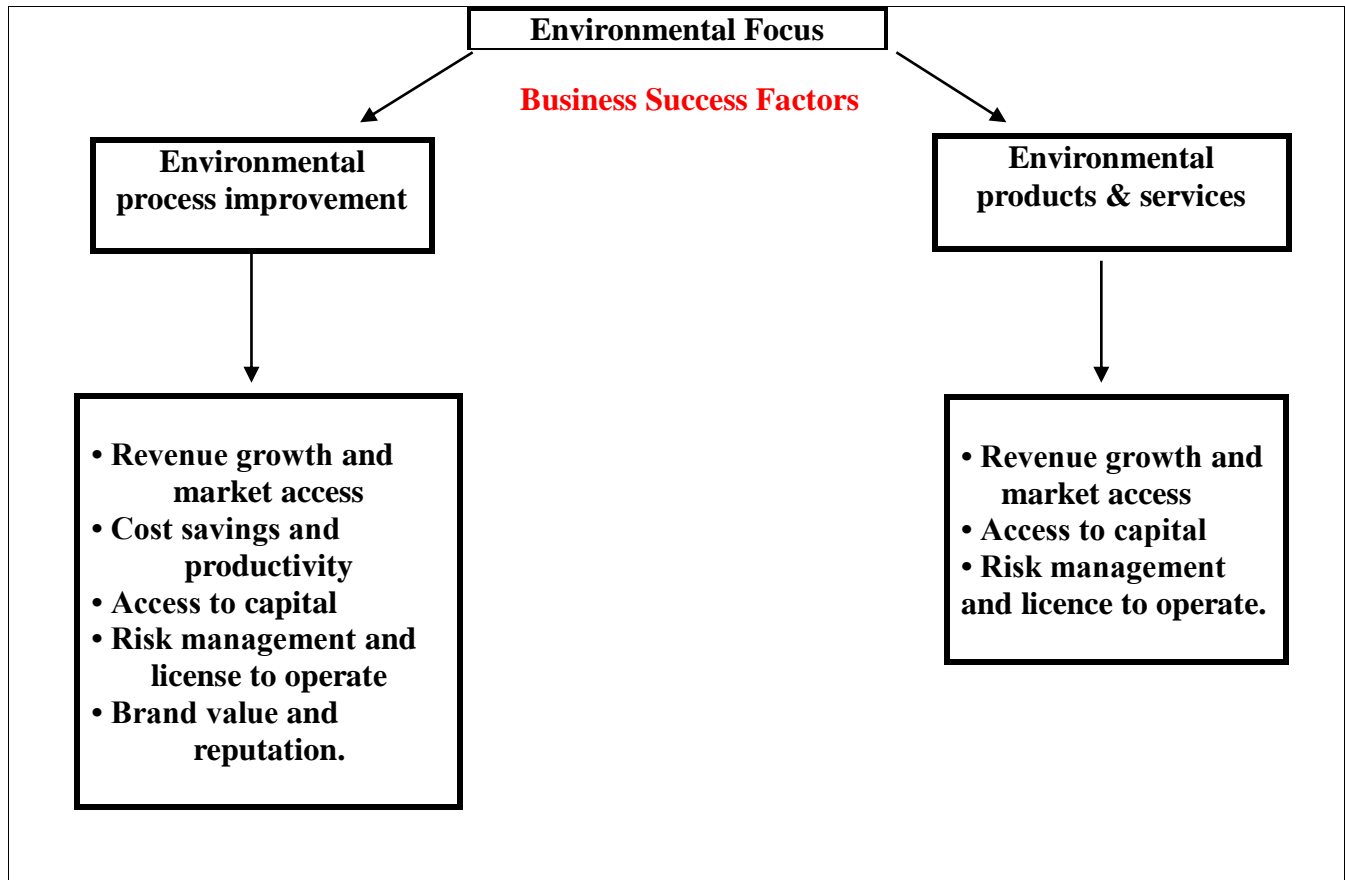 Environmental Focus
Business Success Factors
Environmental
process improvement
Environmental
products & services
• Revenue growth and
market access
• Cost savings and
productivity
• Access to capital
• Risk management and
license to operate
• Brand value and
reputation.
• Revenue growth and
market access
• Access to capital
• Risk management
and licence to operate.